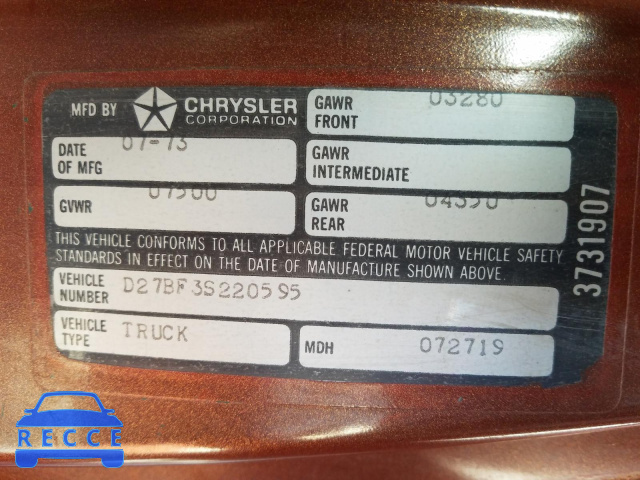 MFD BY CHRYSLER CORPORATION
GAWR FRONT 03280
DATE OF MFG 07-73
GAWR INTERMEDIATE
GVWR 07500
GAWR REAR 04390
THIS VEHICLE CONFORMS TO ALL APPLICABLE FEDERAL MOTOR VEHICLE SAFETY
STANDARDS IN EFFECT ON THE DATE OF MANUFACTURE SHOWN ABOVE.
VEHICLE NUMBER D27BF3S220595
VEHICLE TYPE TRUCK
MDH 072719
3731907
RECCE